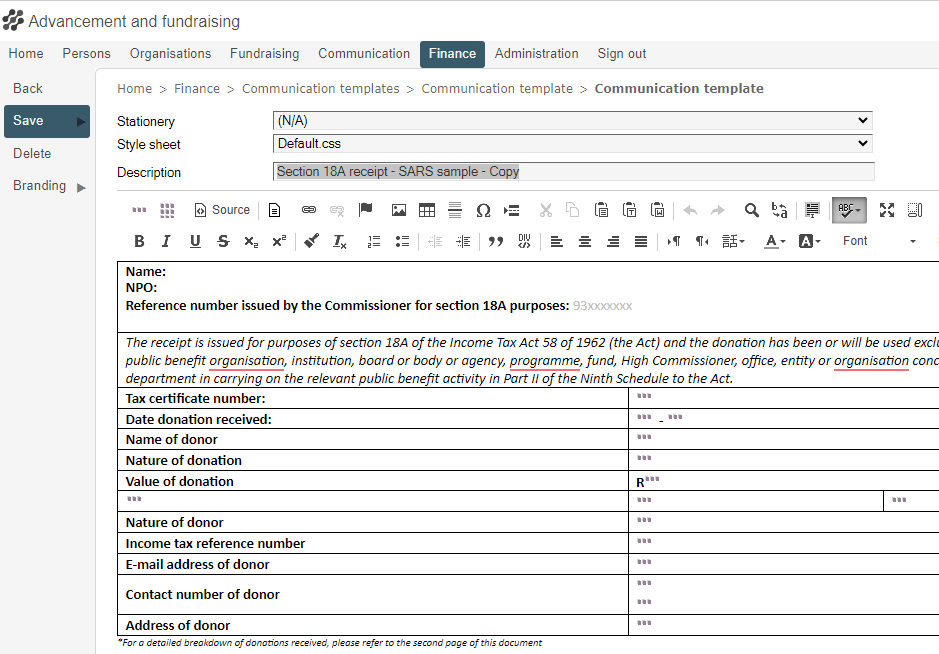 Advancement and fundraising
Home Persons Organisations Fundraising Communication Finance Administration Sign out
Back
Save
Delete
Branding
Home > Finance > Communication templates > Communication template > Communication template
Stationery (N/A)
Style sheet Default.css
Description Section 18A receipt - SARS sample - Copy
Source
Font
Name:
NPO:
Reference number issued by the Commissioner for section 18A purposes: 93xxxxxxx
The receipt is issued for purposes of section 18A of the Income Tax Act 58 of 1962 (the Act) and the donation has been or will be used exclu
public benefit organisation, institution, board or body or agency, programme, fund, High Commissioner, office, entity or organisation conc
department in carrying on the relevant public benefit activity in Part II of the Ninth Schedule to the Act.
Tax certificate number:
Date donation received: -
Name of donor
Nature of donation
Value of donation R
Nature of donor
Income tax reference number
E-mail address of donor
Contact number of donor
Address of donor
*For a detailed breakdown of donations received, please refer to the second page of this document